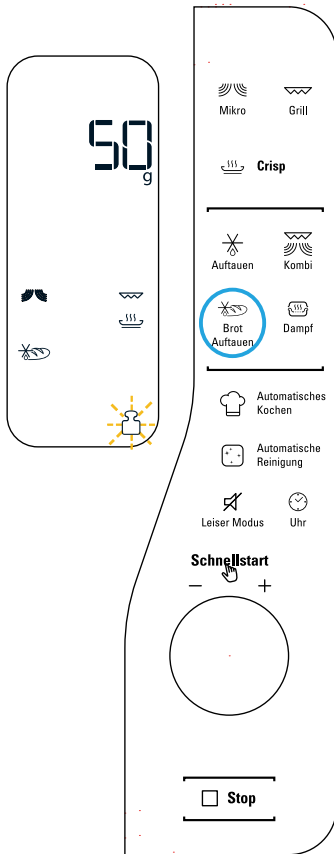 50
g
Mikro
Grill
Crisp
Auftauen
Kombi
Brot
Auftauen
Dampf
Automatisches
Kochen
Automatische
Reinigung
Leiser Modus
Uhr
Schnellstart
− +
Stop